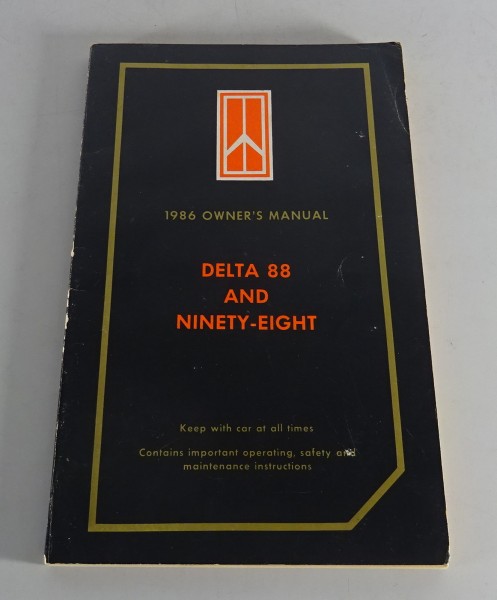 1986 OWNER'S MANUAL
DELTA 88
AND
NINETY-EIGHT
Keep with car at all times
Contains important operating, safety and
maintenance instructions